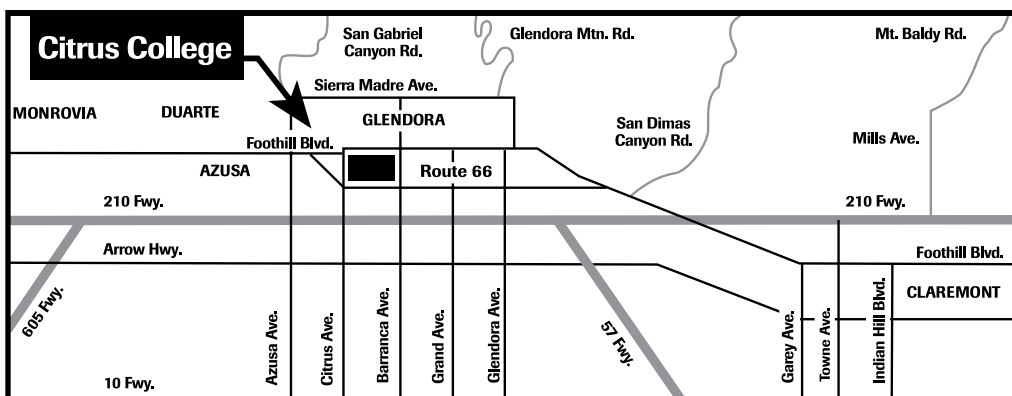 Citrus College
San Gabriel
Canyon Rd.
Glendora Mtn. Rd.
Mt. Baldy Rd.
Sierra Madre Ave.
MONROVIA
DUARTE
GLENDORA
San Dimas
Canyon Rd.
Mills Ave.
Foothill Blvd.
AZUSA
Route 66
210 Fwy.
210 Fwy.
Arrow Hwy.
Foothill Blvd.
CLAREMONT
605 Fwy.
Azusa Ave.
Citrus Ave.
Barranca Ave.
Grand Ave.
Glendora Ave.
57 Fwy.
Garey Ave.
Towne Ave.
Indian Hill Blvd.
10 Fwy.